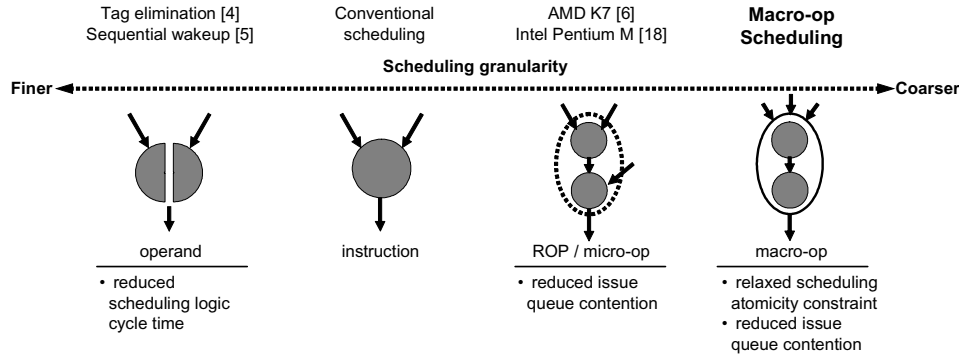 Tag elimination [4]
Sequential wakeup [5]
Conventional
scheduling
AMD K7 [6]
Intel Pentium M [18]
Macro-op
Scheduling
Scheduling granularity
Finer
Coarser
operand
instruction
ROP / micro-op
macro-op
• reduced
scheduling logic
cycle time
• reduced issue
queue contention
• relaxed scheduling
atomicity constraint
• reduced issue
queue contention